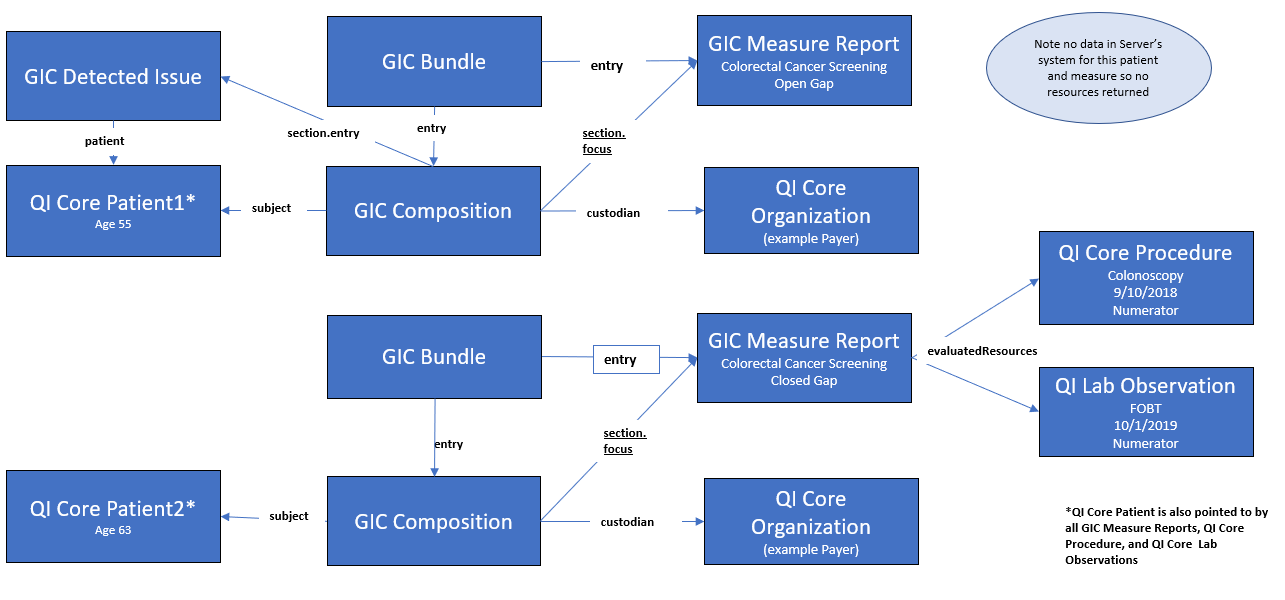 GIC Detected Issue
GIC Bundle
entry
GIC Measure Report
Colorectal Cancer Screening
Open Gap
Note no data in Server's
system for this patient
and measure so no
resources returned
patient
section.entry
entry
section.
focus
QI Core Patient1*
Age 55
subject
GIC Composition
custodian
QI Core
Organization
(example Payer)
QI Core Procedure
Colonoscopy
9/10/2018
Numerator
GIC Bundle
entry
GIC Measure Report
Colorectal Cancer Screening
Closed Gap
evaluatedResources
QI Lab Observation
FOBT
10/1/2019
Numerator
entry
section.
focus
QI Core Patient2*
Age 63
subject
GIC Composition
custodian
QI Core
Organization
(example Payer)
*QI Core Patient is also pointed to by
all GIC Measure Reports, QI Core
Procedure, and QI Core Lab
Observations